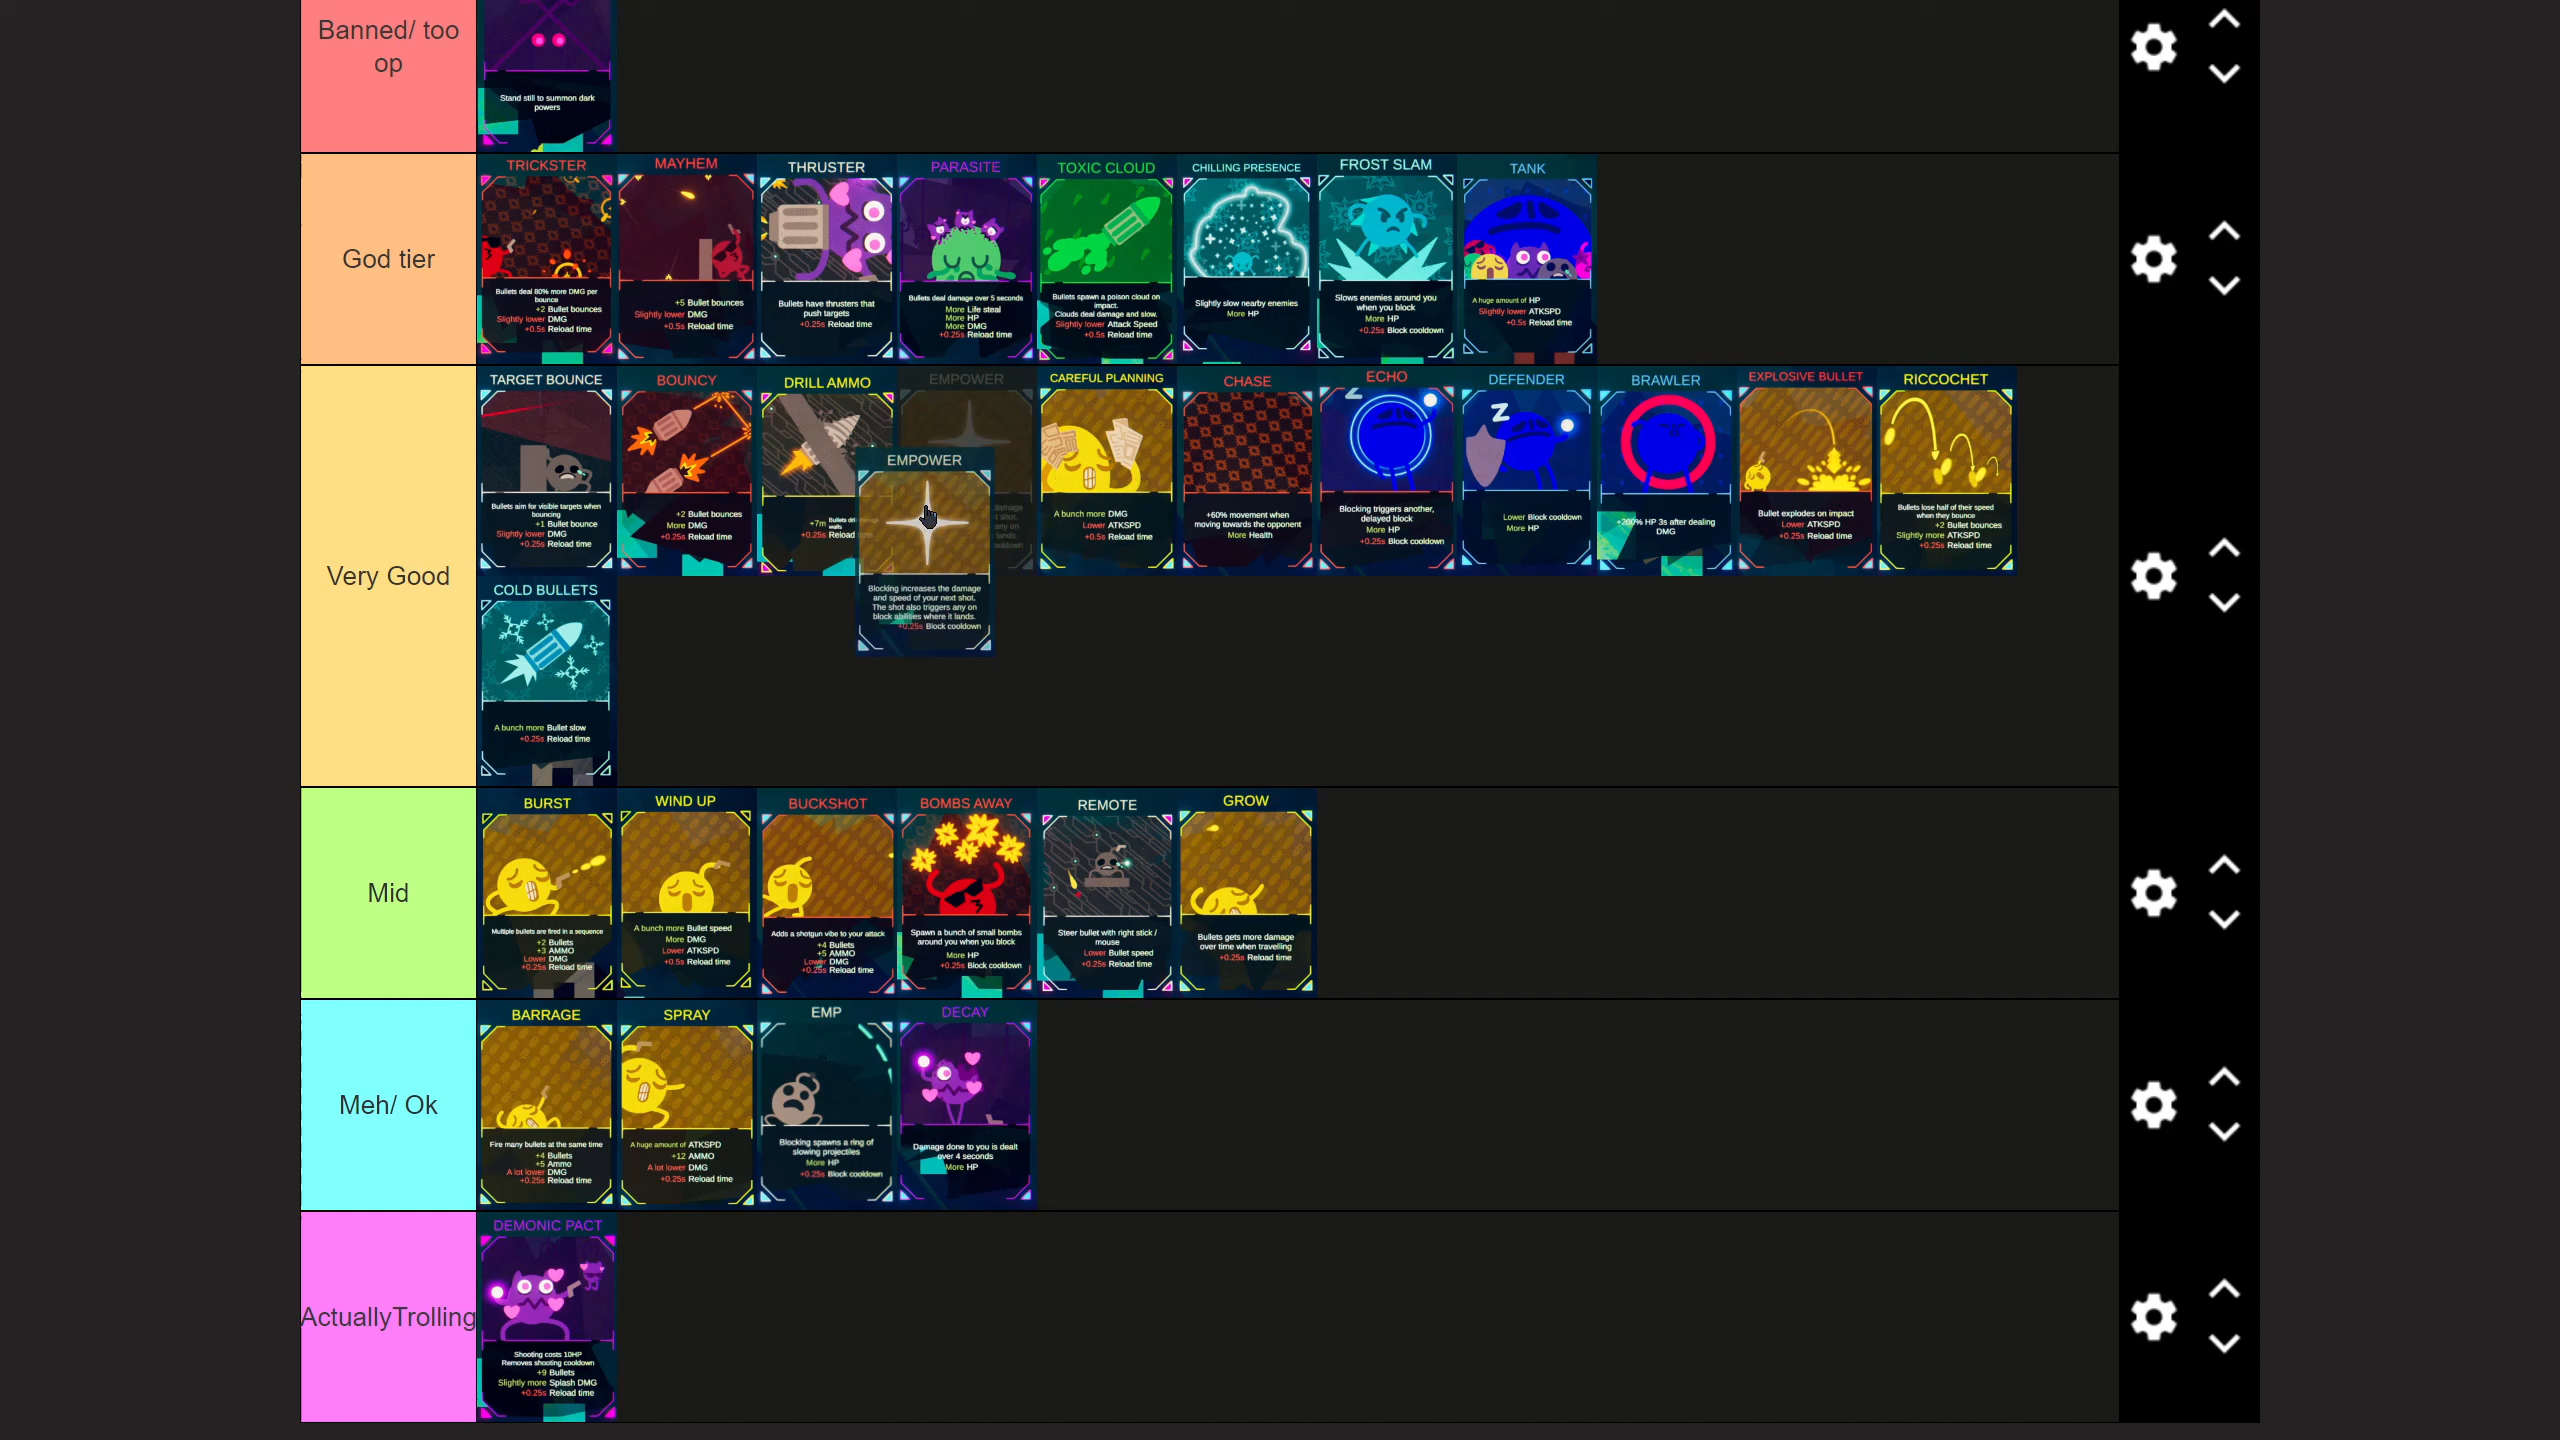 Banned/ too
op
Stand still to summon dark
powers
God tier
TRICKSTER
Bullets deal 80% more DMG per
bounce
+2 Bullet bounces
Slightly lower DMG
+0.5s Reload time
MAYHEM
+5 Bullet bounces
Slightly lower DMG
+0.5s Reload time
THRUSTER
Bullets have thrusters that
push targets
+0.25s Reload time
PARASITE
Bullets deal damage over 5 seconds
More Life steal
More HP
More DMG
+0.25s Reload time
TOXIC CLOUD
Bullets spawn a poison cloud on
impact.
Clouds deal damage and slow.
Slightly lower Attack Speed
+0.5s Reload time
CHILLING PRESENCE
Slightly slow nearby enemies
More HP
FROST SLAM
Slows enemies around you
when you block
More HP
+0.25s Block cooldown
TANK
A huge amount of HP
Slightly lower ATKSPD
+0.5s Reload time
Very Good
TARGET BOUNCE
Bullets aim for visible targets when
bouncing
+1 Bullet bounce
Slightly lower DMG
+0.25s Reload time
BOUNCY
+2 Bullet bounces
More DMG
+0.25s Reload time
DRILL AMMO
Bullets drill through
walls
+7m
+0.25s Reload
EMPOWER
damage
shot.
any on
lands.
EMPOWER
Blocking increases the damage
and speed of your next shot.
The shot also triggers any on
block abilities where it lands.
+0.25s Block cooldown
CAREFUL PLANNING
A bunch more DMG
Lower ATKSPD
+0.5s Reload time
CHASE
+60% movement when
moving towards the opponent
More Health
ECHO
Z
Blocking triggers another,
delayed block
More HP
+0.25s Block cooldown
DEFENDER
Z
Lower Block cooldown
More HP
BRAWLER
+200% HP 3s after dealing
DMG
EXPLOSIVE BULLET
Bullet explodes on impact
Lower ATKSPD
+0.25s Reload time
RICCOCHET
Bullets lose half of their speed
when they bounce
+2 Bullet bounces
Slightly more ATKSPD
+0.25s Reload time
COLD BULLETS
A bunch more Bullet slow
+0.25s Reload time
Mid
BURST
Multiple bullets are fired in a sequence
+2 Bullets
+3 AMMO
Lower DMG
+0.25s Reload time
WIND UP
A bunch more Bullet speed
More DMG
Lower ATKSPD
+0.5s Reload time
BUCKSHOT
Adds a shotgun vibe to your attack
+4 Bullets
+5 AMMO
Lower DMG
+0.25s Reload time
BOMBS AWAY
Spawn a bunch of small bombs
around you when you block
More HP
+0.25s Block cooldown
REMOTE
Steer bullet with right stick /
mouse
Lower Bullet speed
+0.25s Reload time
GROW
Bullets gets more damage
over time when travelling
+0.25s Reload time
Meh/ Ok
BARRAGE
Fire many bullets at the same time
+4 Bullets
+5 Ammo
A lot lower DMG
+0.25s Reload time
SPRAY
A huge amount of ATKSPD
+12 AMMO
A lot lower DMG
+0.25s Reload time
EMP
Blocking spawns a ring of
slowing projectiles
More HP
+0.25s Block cooldown
DECAY
Damage done to you is dealt
over 4 seconds
More HP
ActuallyTrolling
DEMONIC PACT
Shooting costs 10HP
Removes shooting cooldown
+9 Bullets
Slightly more Splash DMG
+0.25s Reload time